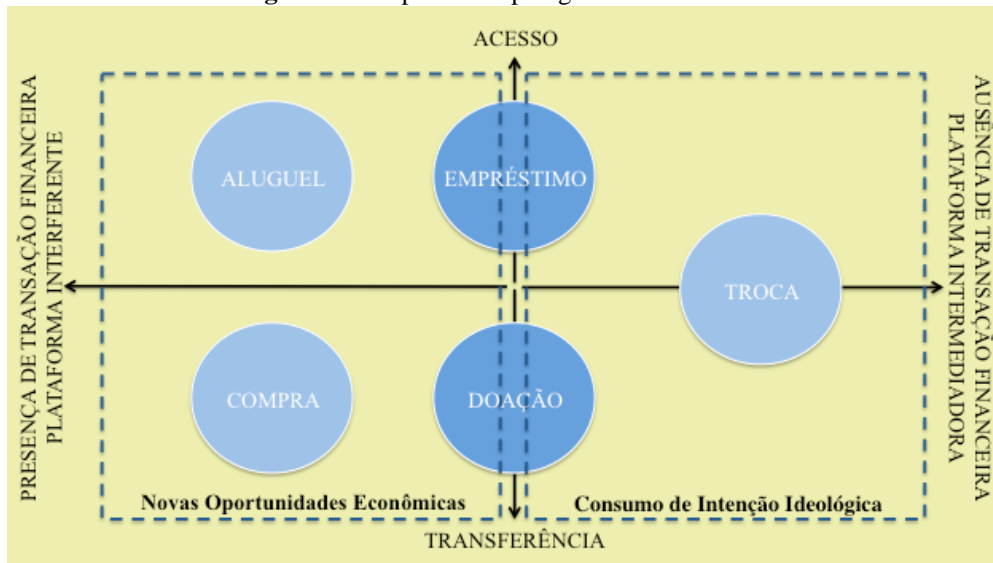 ACESSO
PRESENÇA DE TRANSAÇÃO FINANCEIRA
PLATAFORMA INTERFERENTE
ALUGUEL
EMPRÉSTIMO
TROCA
COMPRA
DOAÇÃO
AUSÊNCIA DE TRANSAÇÃO FINANCEIRA
PLATAFORMA INTERMEDIADORA
Novas Oportunidades Econômicas
Consumo de Intenção Ideológica
TRANSFERÊNCIA